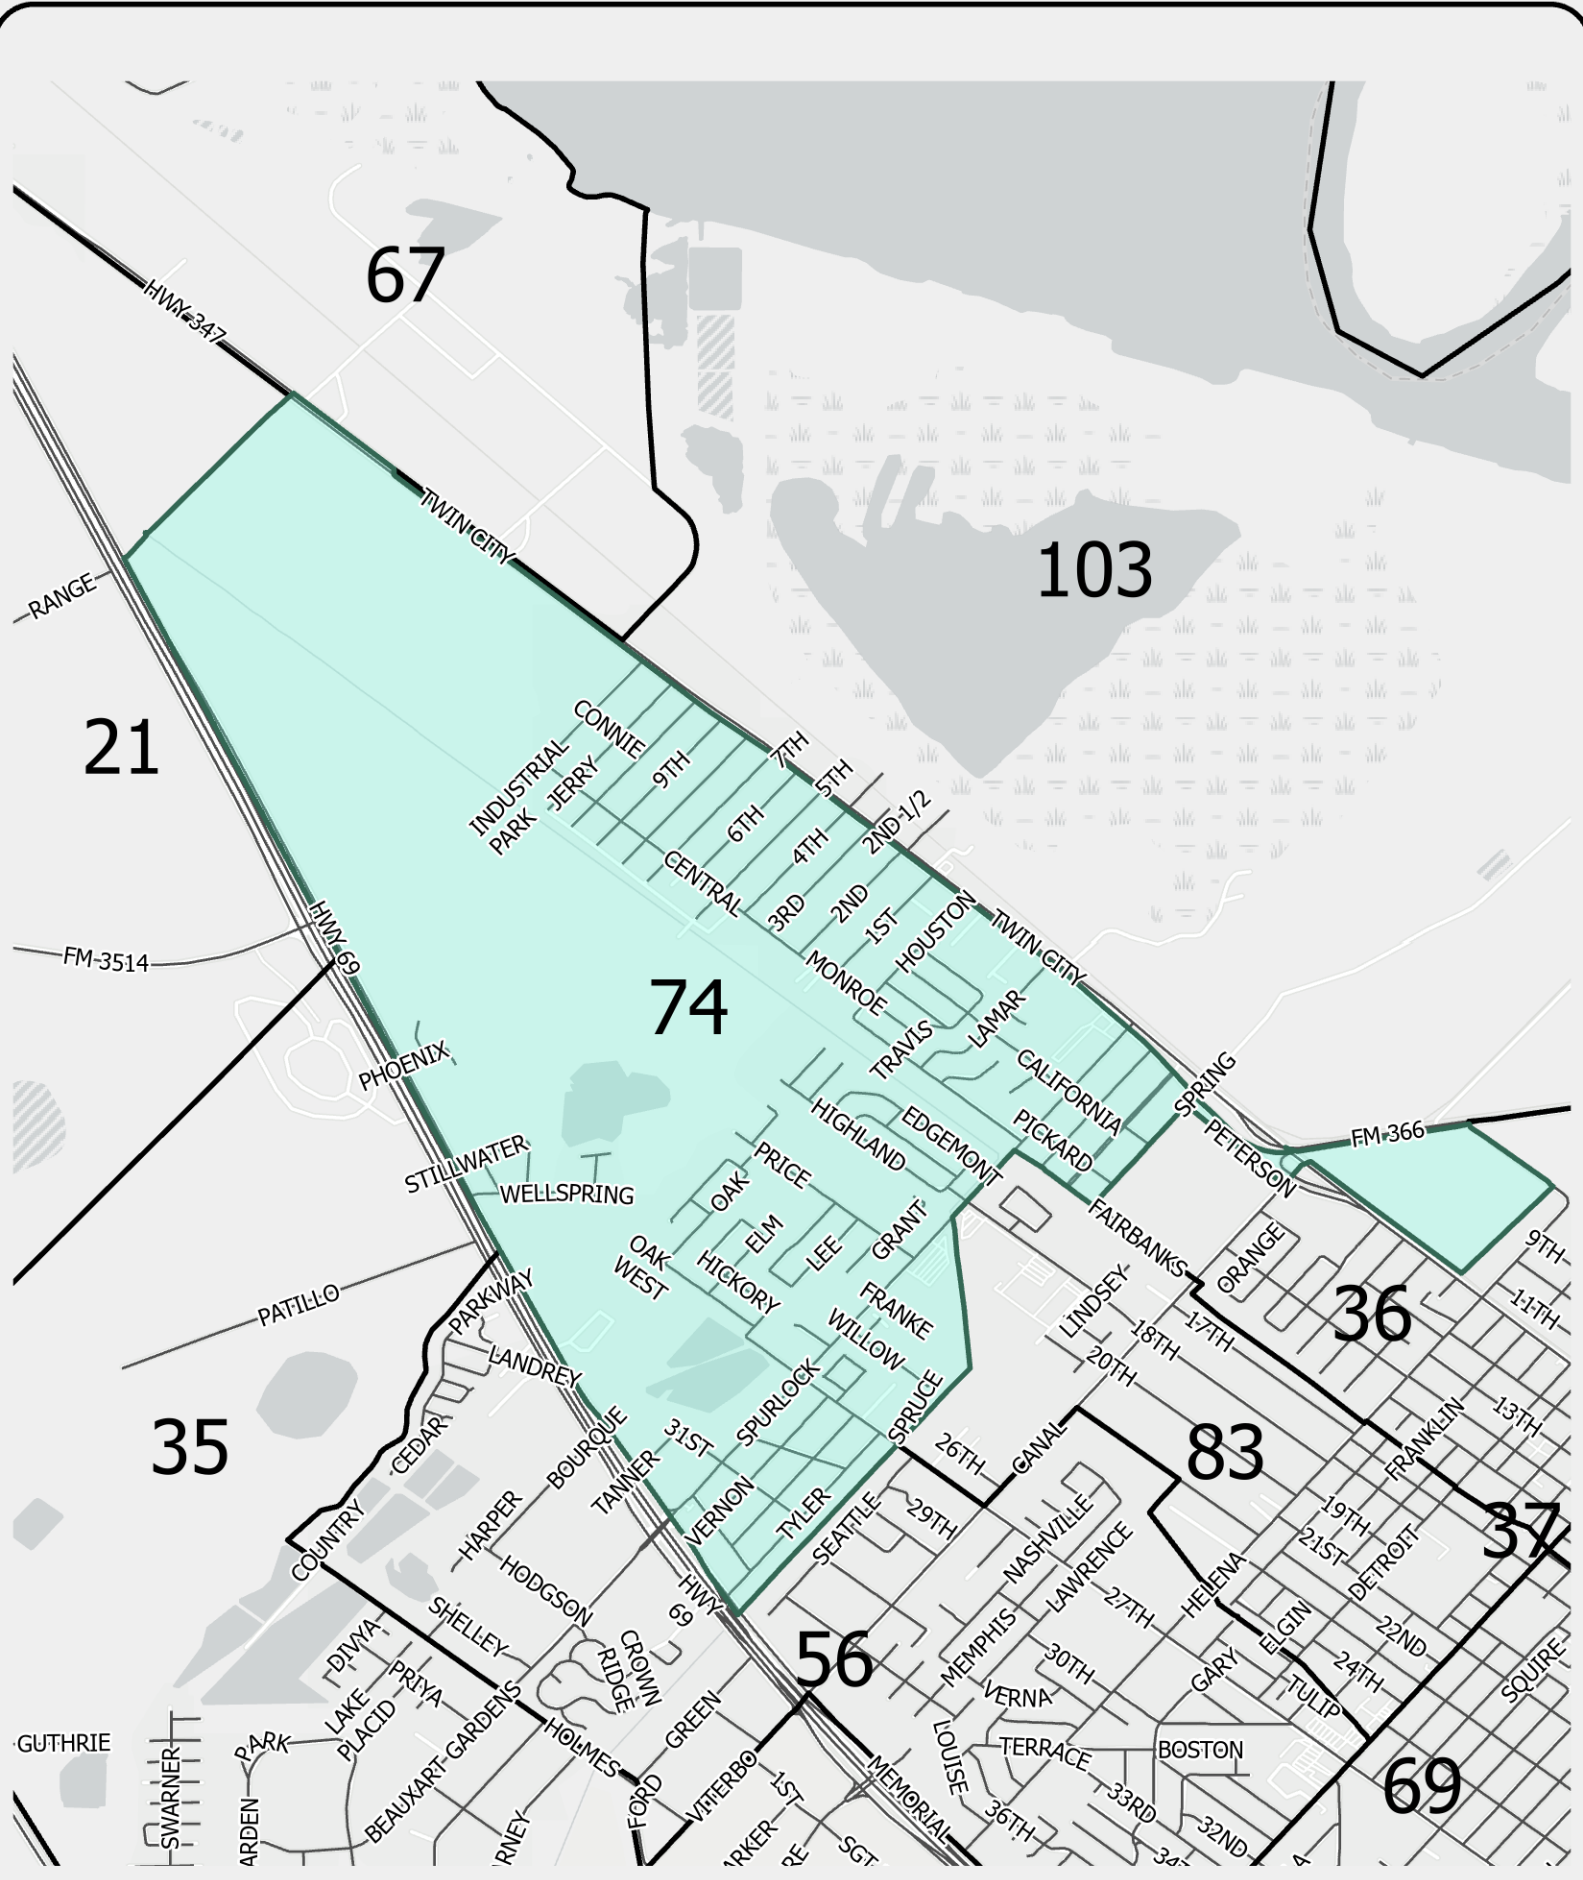 67
HWY 347
TWIN CITY
103
RANGE
21
CONNIE
INDUSTRIAL
PARK
JERRY
9TH
7TH
5TH
2ND 1/2
6TH
4TH
CENTRAL
3RD
2ND
1ST
HOUSTON
TWIN CITY
HWY 69
FM 3514
74
MONROE
LAMAR
TRAVIS
CALIFORNIA
SPRING
PHOENIX
HIGHLAND
EDGEMONT
PICKARD
FM 366
PETERSON
STILLWATER
WELLSPRING
PRICE
OAK
ELM
LEE
GRANT
FAIRBANKS
ORANGE
9TH
OAK
WEST
HICKORY
FRANKE
WILLOW
LINDSEY
36
11TH
PATILLO
PARKWAY
LANDREY
18TH
17TH
20TH
35
CEDAR
BOURQUE
31ST
SPURLOCK
SPRUCE
26TH
CANAL
83
FRANKLIN
13TH
TANNER
VERNON
TYLER
SEATTLE
29TH
NASHVILLE
LAWRENCE
19TH
21ST
DETROIT
37
COUNTRY
HARPER
HODGSON
HWY
69
27TH
HELENA
ELGIN
22ND
DIVYA
SHELLEY
CROWN
RIDGE
56
MEMPHIS
30TH
GARY
24TH
SQUIRE
PRIYA
LAKE
PLACID
GREEN
VERNA
TULIP
GUTHRIE
PARK
BEAUXART GARDENS
HOLMES
LOUISE
TERRACE
BOSTON
69
SWARNER
ARDEN
RNEY
FORD
VITERBO
1ST
MEMORIAL
36TH
33RD
32ND
ARKER
RE
SGT
34T
A